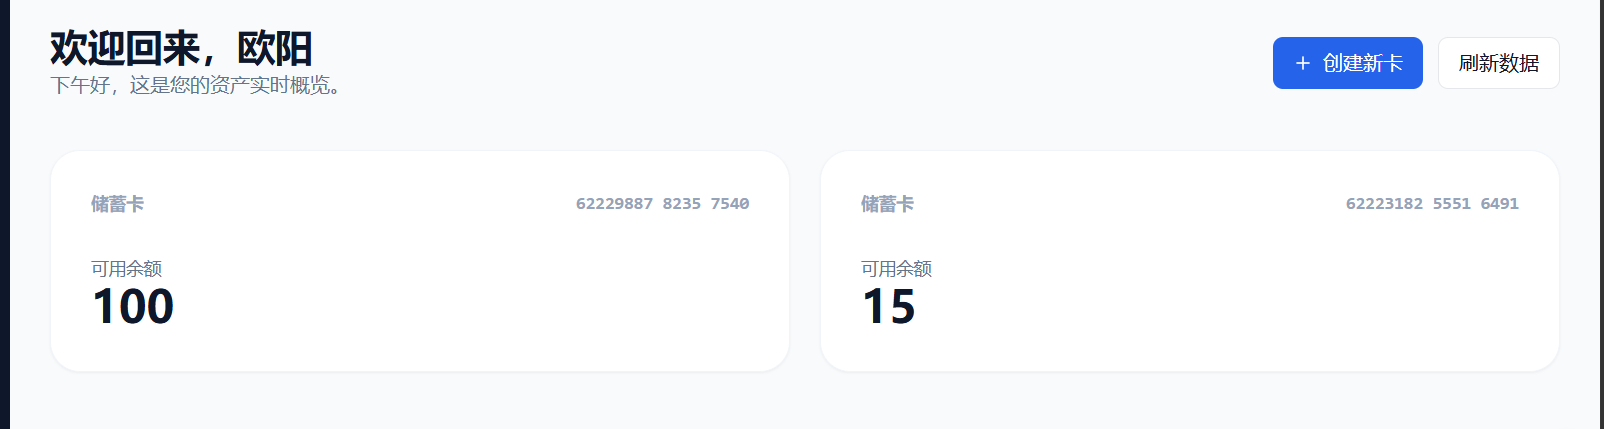 欢迎回来，欧阳
下午好，这是您的资产实时概览。
+ 创建新卡
刷新数据
储蓄卡
62229887 8235 7540
可用余额
100
储蓄卡
62223182 5551 6491
可用余额
15